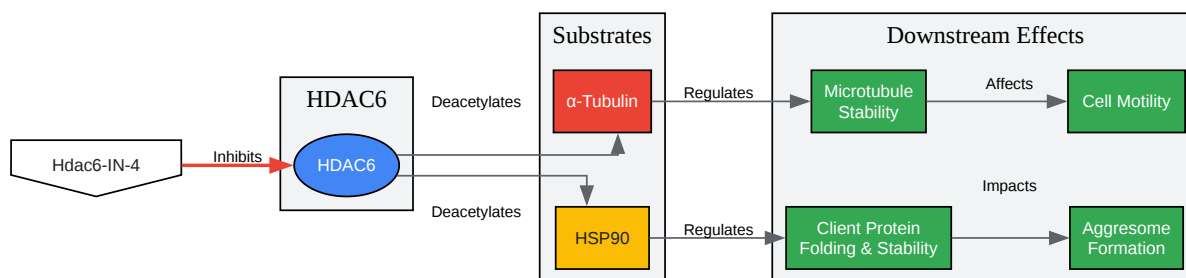 Substrates
Downstream Effects
HDAC6
Deacetylates
α-Tubulin
Regulates
Microtubule
Stability
Affects
Cell Motility
Hdac6-IN-4
Inhibits
HDAC6
Deacetylates
HSP90
Regulates
Client Protein
Folding & Stability
Impacts
Aggresome
Formation